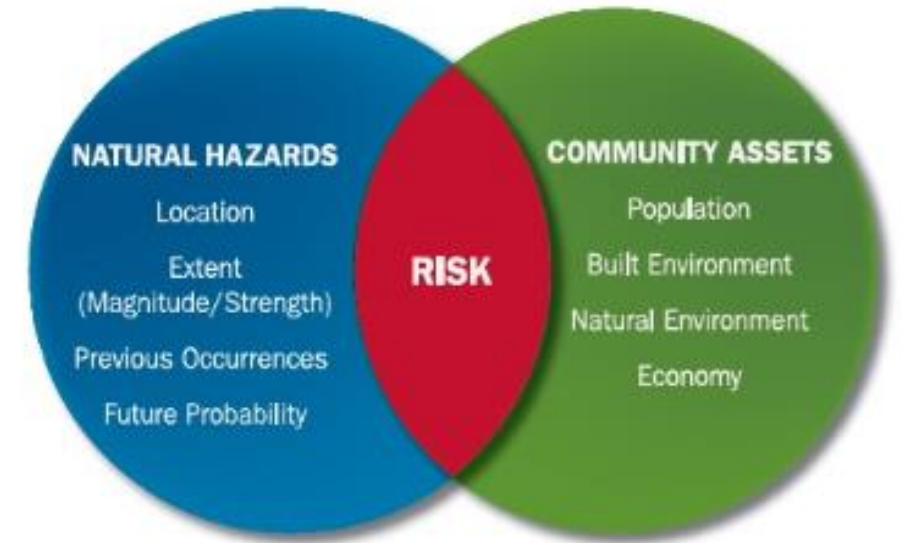 NATURAL HAZARDS
Location
Extent
(Magnitude/Strength)
Previous Occurrences
Future Probability
RISK
COMMUNITY ASSETS
Population
Built Environment
Natural Environment
Economy